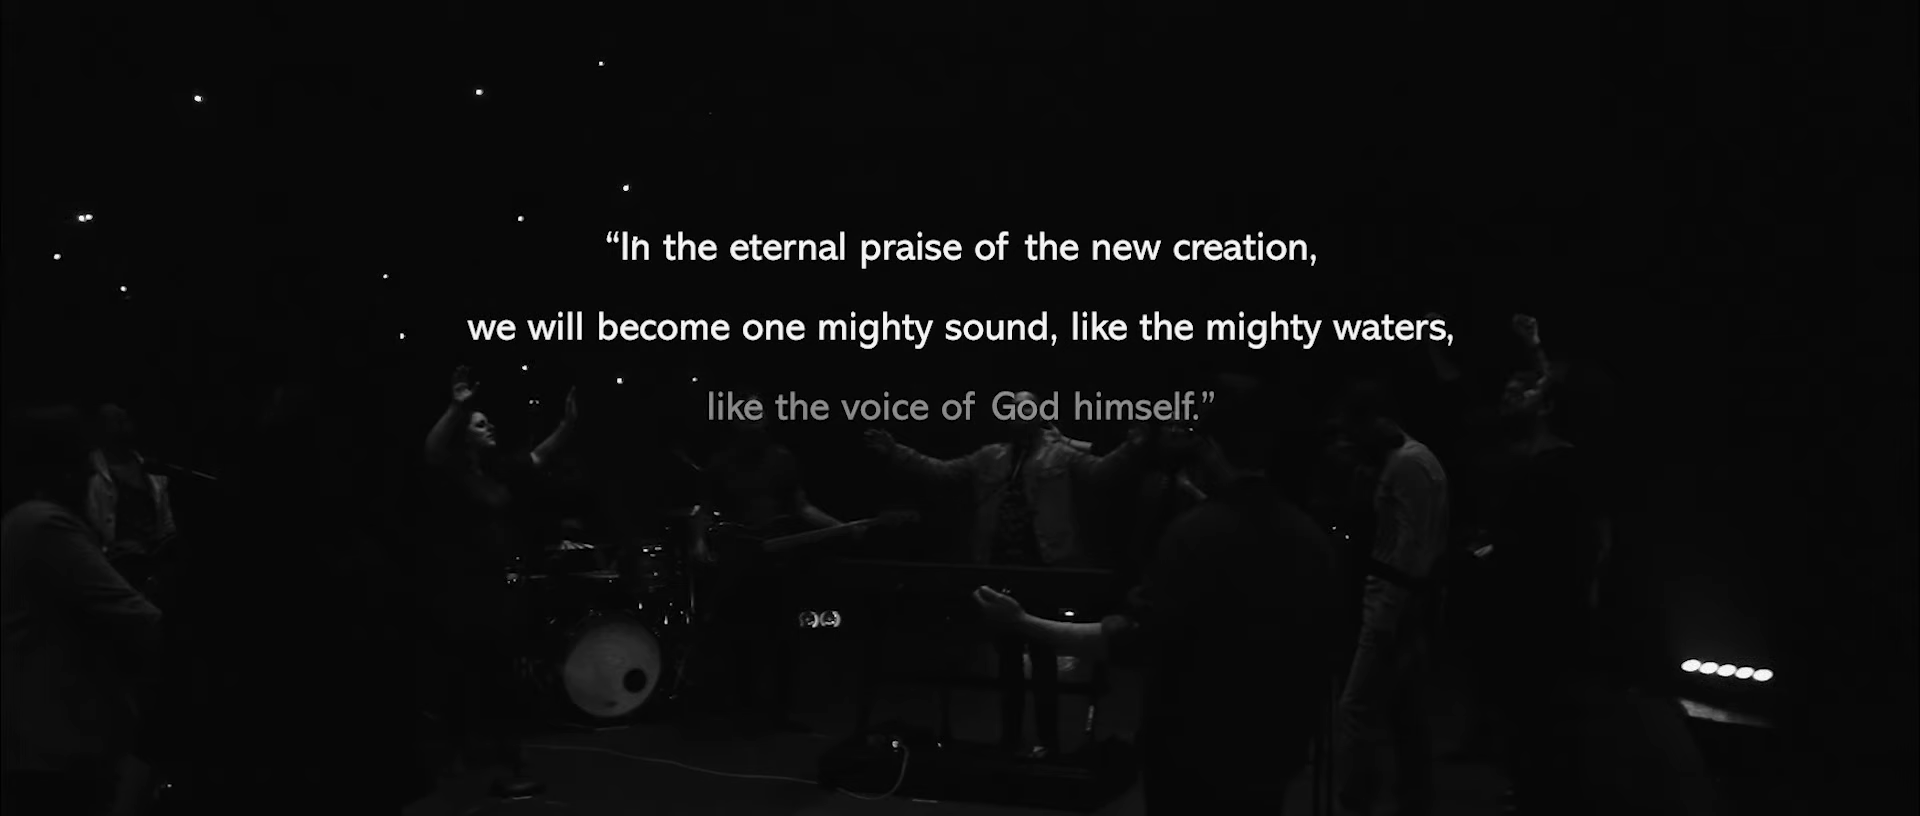 “In the eternal praise of the new creation,
we will become one mighty sound, like the mighty waters,
like the voice of God himself.”